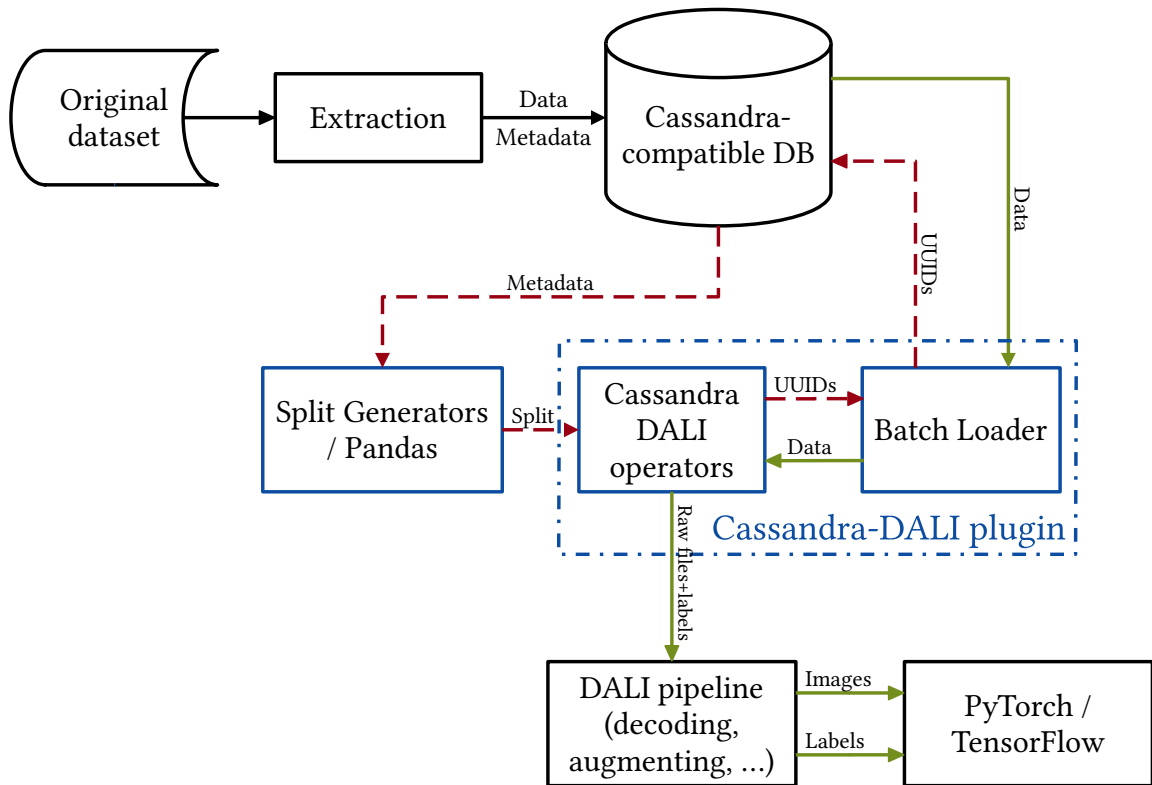 Original
dataset
Extraction
Data
Metadata
Cassandra-
compatible DB
Data
UUIDs
Metadata
Split Generators
/ Pandas
Split
Cassandra
DALI
operators
UUIDs
Data
Batch Loader
Cassandra-DALI plugin
Raw files+labels
DALI pipeline
(decoding,
augmenting, ...)
Images
Labels
PyTorch /
TensorFlow